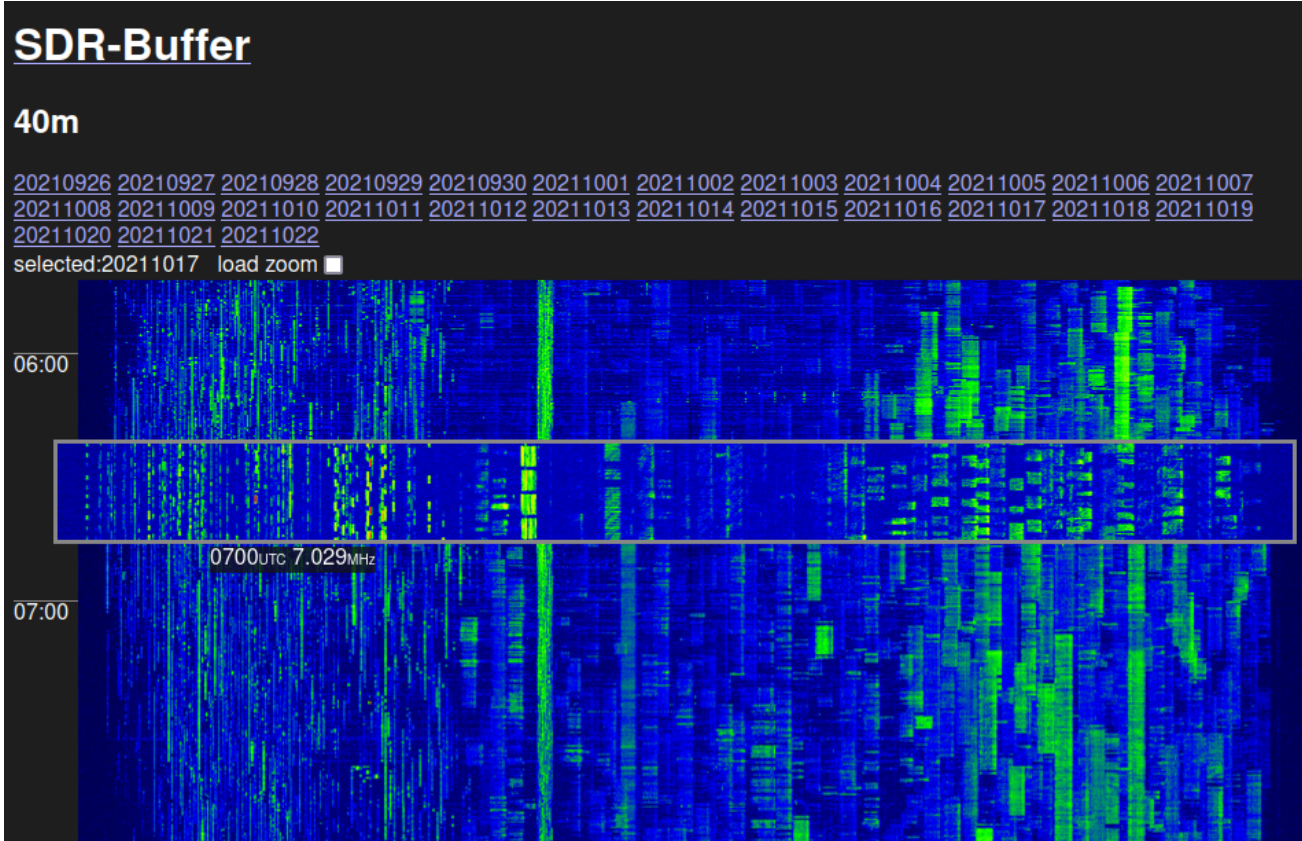 SDR-Buffer
40m
20210926 20210927 20210928 20210929 20210930 20211001 20211002 20211003 20211004 20211005 20211006 20211007
20211008 20211009 20211010 20211011 20211012 20211013 20211014 20211015 20211016 20211017 20211018 20211019
20211020 20211021 20211022
selected:20211017 load zoom
06:00
0700UTC 7.029MHz
07:00